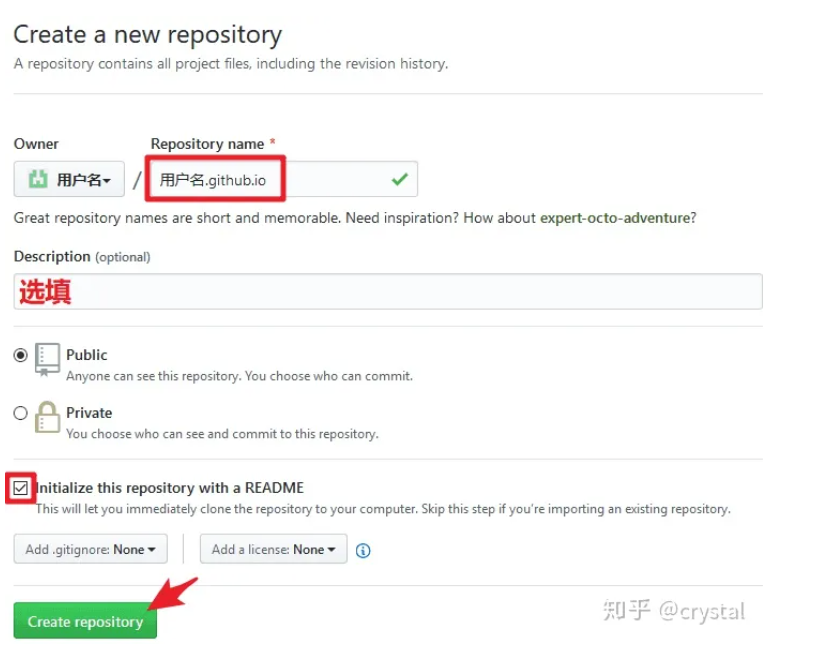 Create a new repository
A repository contains all project files, including the revision history.
Owner
Repository name *
用户名
/
用户名.github.io
Great repository names are short and memorable. Need inspiration? How about expert-octo-adventure?
Description (optional)
选填
Public
Anyone can see this repository. You choose who can commit.
Private
You choose who can see and commit to this repository.
Initialize this repository with a README
This will let you immediately clone the repository to your computer. Skip this step if you're importing an existing repository.
Add .gitignore: None
Add a license: None
Create repository
知乎 @crystal